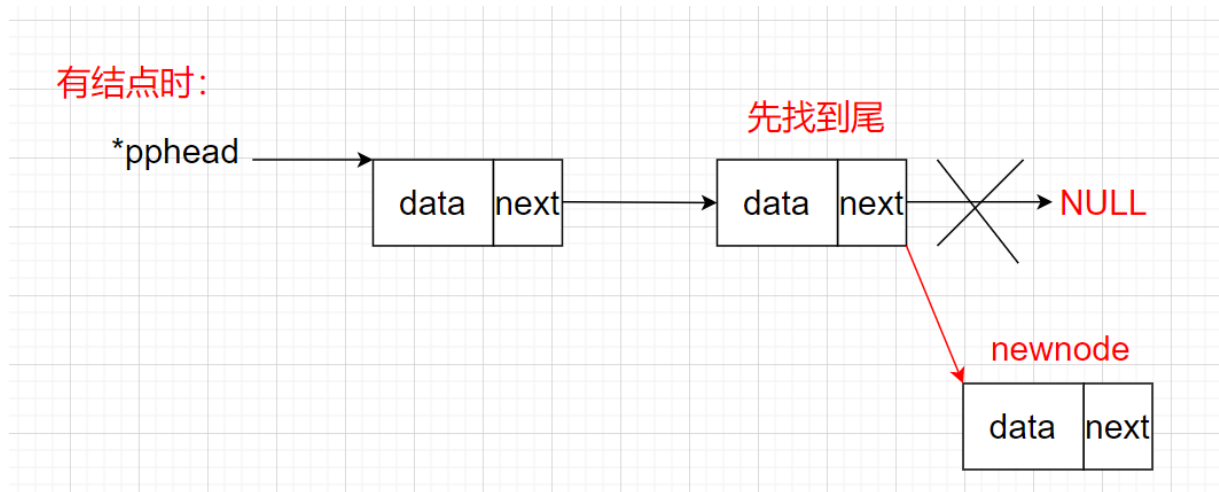 有结点时：
先找到尾
*pphead
data next
data next
NULL
newnode
data next